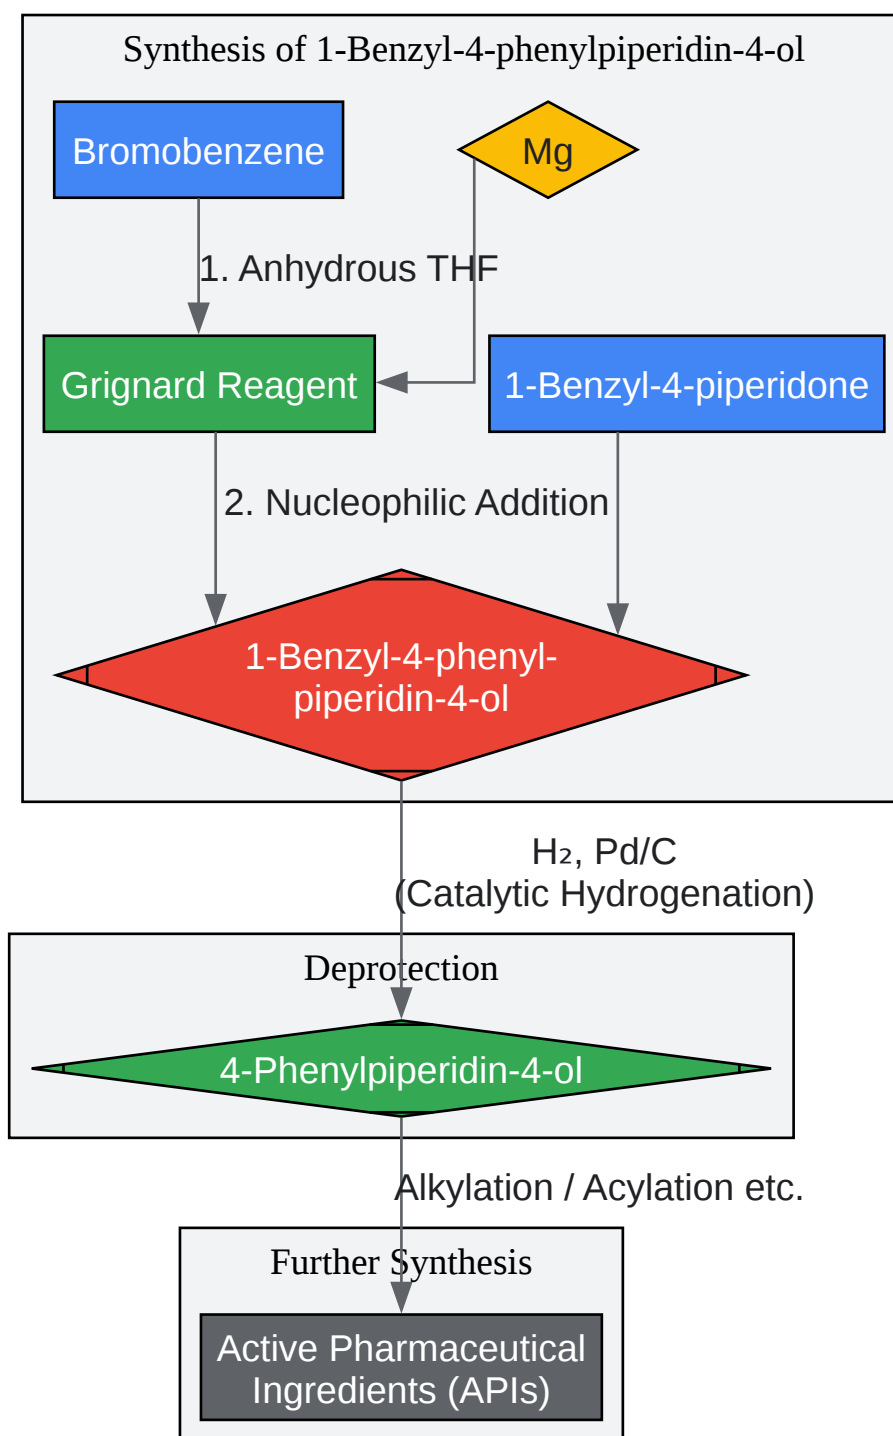 Synthesis of 1-Benzyl-4-phenylpiperidin-4-ol
Bromobenzene
Mg
1. Anhydrous THF
Grignard Reagent
1-Benzyl-4-piperidone
2. Nucleophilic Addition
1-Benzyl-4-phenyl-
piperidin-4-ol
H₂, Pd/C
(Catalytic Hydrogenation)
Deprotection
4-Phenylpiperidin-4-ol
Alkylation / Acylation etc.
Further Synthesis
Active Pharmaceutical
Ingredients (APIs)